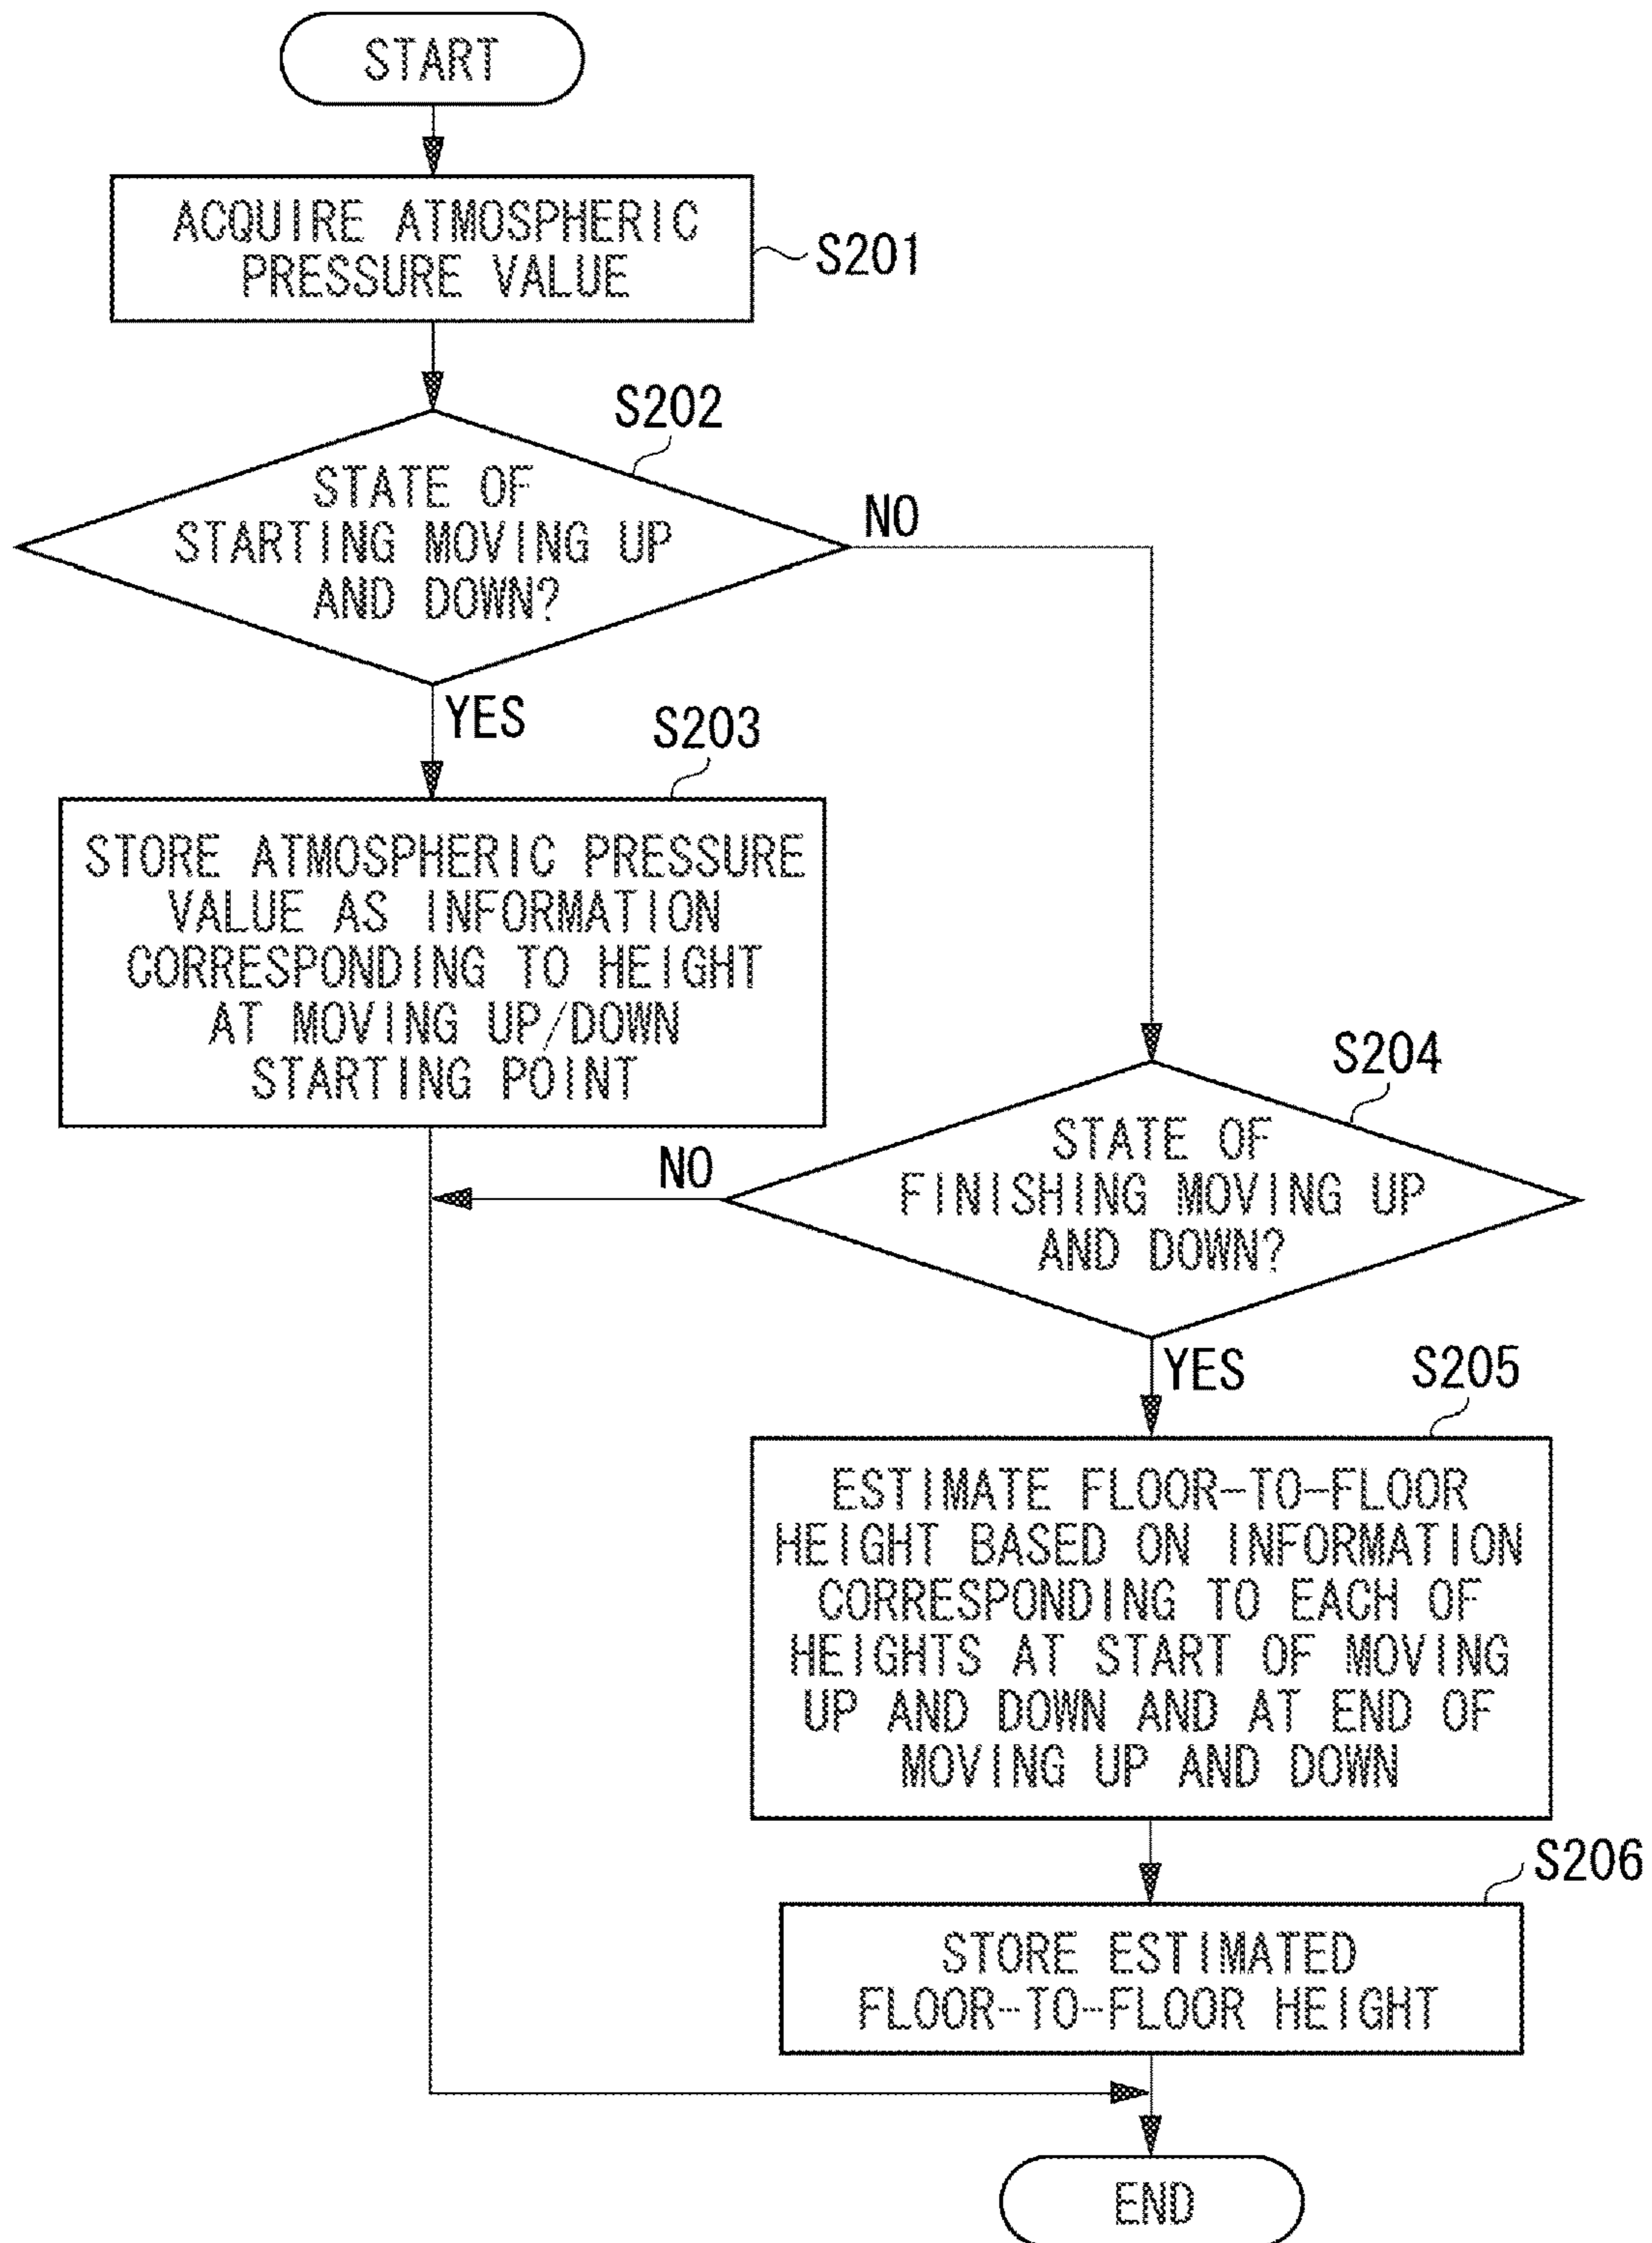 START
ACQUIRE ATMOSPHERIC
PRESSURE VALUE
S201
S202
STATE OF
STARTING MOVING UP
AND DOWN?
NO
YES
S203
STORE ATMOSPHERIC PRESSURE
VALUE AS INFORMATION
CORRESPONDING TO HEIGHT
AT MOVING UP/DOWN
STARTING POINT
S204
STATE OF
FINISHING MOVING UP
AND DOWN?
NO
YES
S205
ESTIMATE FLOOR-TO-FLOOR
HEIGHT BASED ON INFORMATION
CORRESPONDING TO EACH OF
HEIGHTS AT START OF MOVING
UP AND DOWN AND AT END OF
MOVING UP AND DOWN
S206
STORE ESTIMATED
FLOOR-TO-FLOOR HEIGHT
END